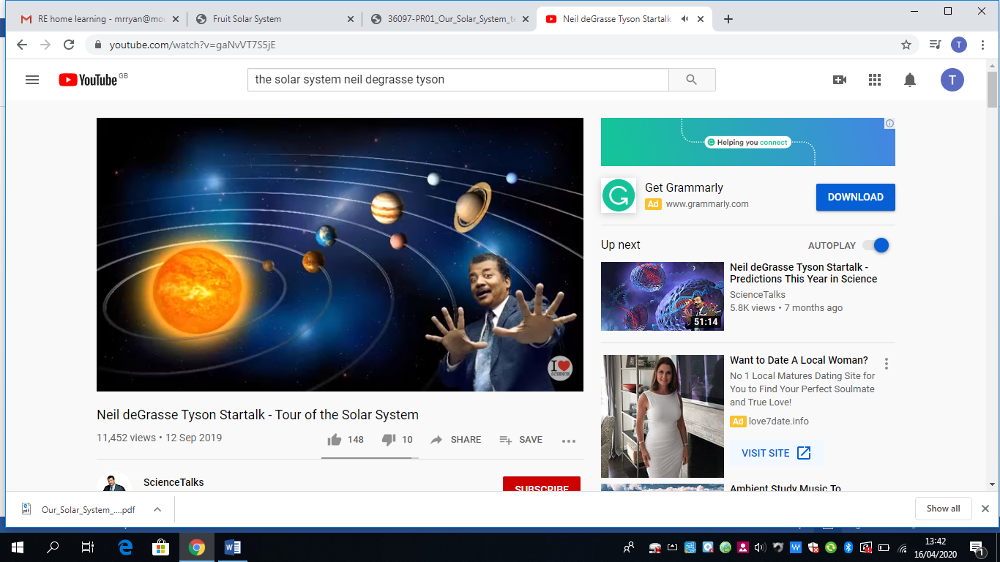 RE home learning - mrryan@mou
Fruit Solar System
36097-PR01_Our_Solar_System_te
Neil deGrasse Tyson Startalk
youtube.com/watch?v=gaNvVT7S5jE
T
YouTube GB
the solar system neil degrasse tyson
T
I ❤ SCIENCE
Helping you connect
Get Grammarly
Ad www.grammarly.com
DOWNLOAD
Up next
AUTOPLAY
51:14
Neil deGrasse Tyson Startalk -
Predictions This Year in Science
ScienceTalks
5.8K views • 7 months ago
Want to Date A Local Woman?
No 1 Local Matures Dating Site for
You to Find Your Perfect Soulmate
and True Love!
Ad love7date.info
VISIT SITE
Ambient Study Music To
Neil deGrasse Tyson Startalk - Tour of the Solar System
11,452 views • 12 Sep 2019
148
10
SHARE
SAVE
ScienceTalks
SUBSCRIBE
pdf
Our_Solar_System_....pdf
Show all
13:42
16/04/2020
1